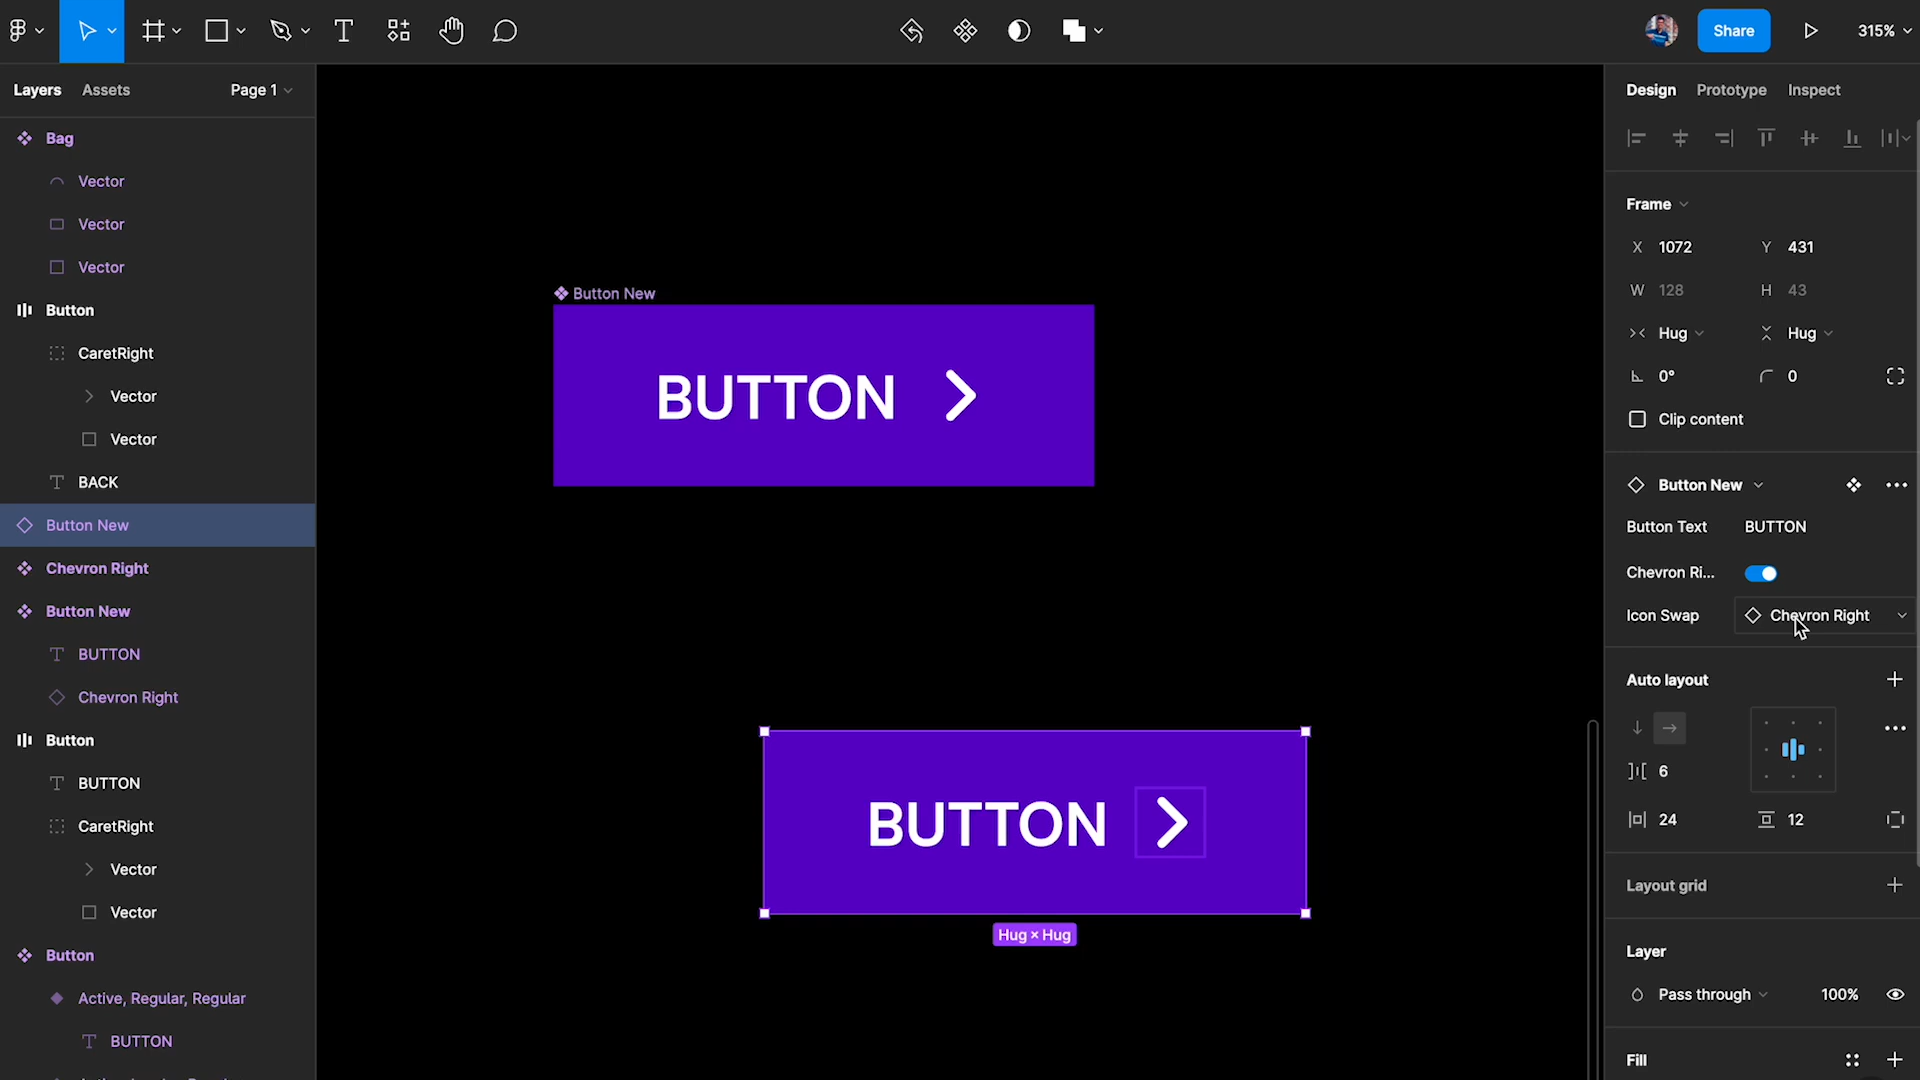 Share
315%
Layers
Assets
Page 1
Bag
Vector
Vector
Vector
Button
CaretRight
Vector
Vector
BACK
Button New
Chevron Right
Button New
BUTTON
Chevron Right
Button
BUTTON
CaretRight
Vector
Vector
Button
Active, Regular, Regular
BUTTON
Button New
BUTTON
BUTTON
Hug × Hug
Design
Prototype
Inspect
Frame
X 1072
Y 431
W 128
H 43
Hug
Hug
0°
0
Clip content
Button New
Button Text
BUTTON
Chevron Ri...
Icon Swap
Chevron Right
Auto layout
6
24
12
Layout grid
Layer
Pass through
100%
Fill